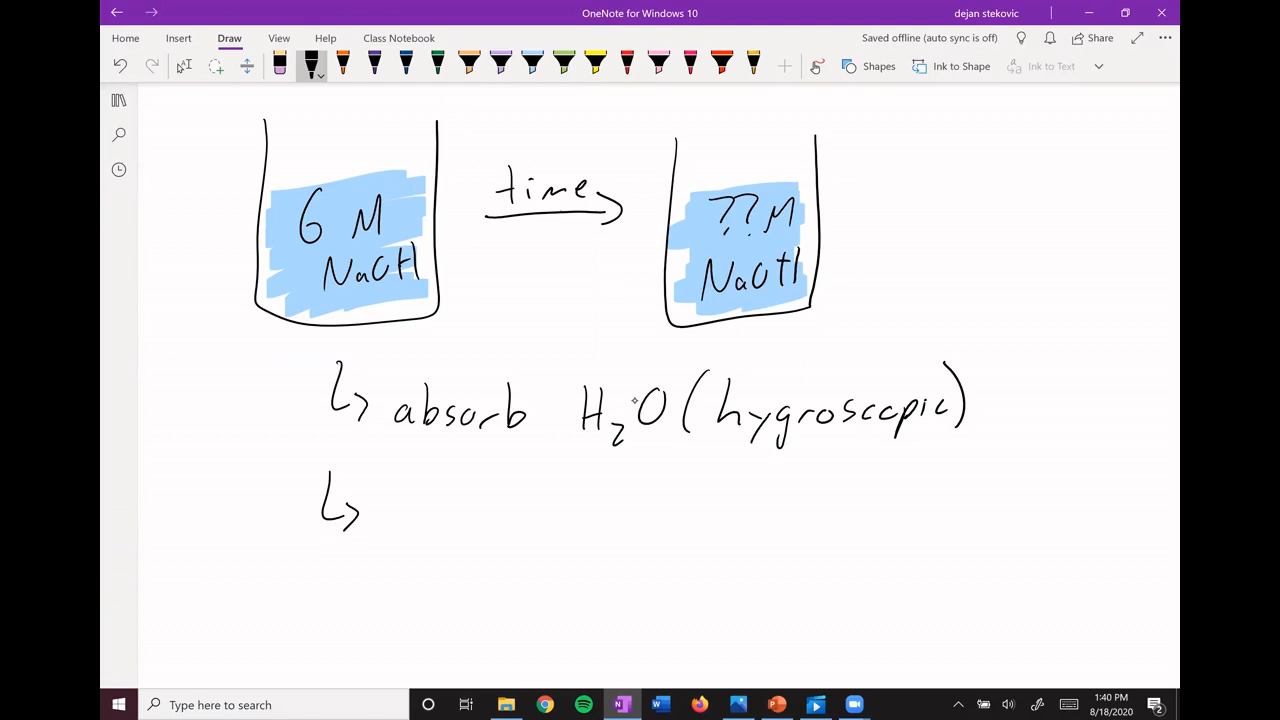 OneNote for Windows 10
dejan stekovic
Home Insert Draw View Help Class Notebook
Saved offline (auto sync is off) Share
Shapes Ink to Shape Ink to Text
6 M
NaOH
time
??M
NaOH
absorb H2O (hygroscopic)
Type here to search
1:40 PM
8/18/2020
2